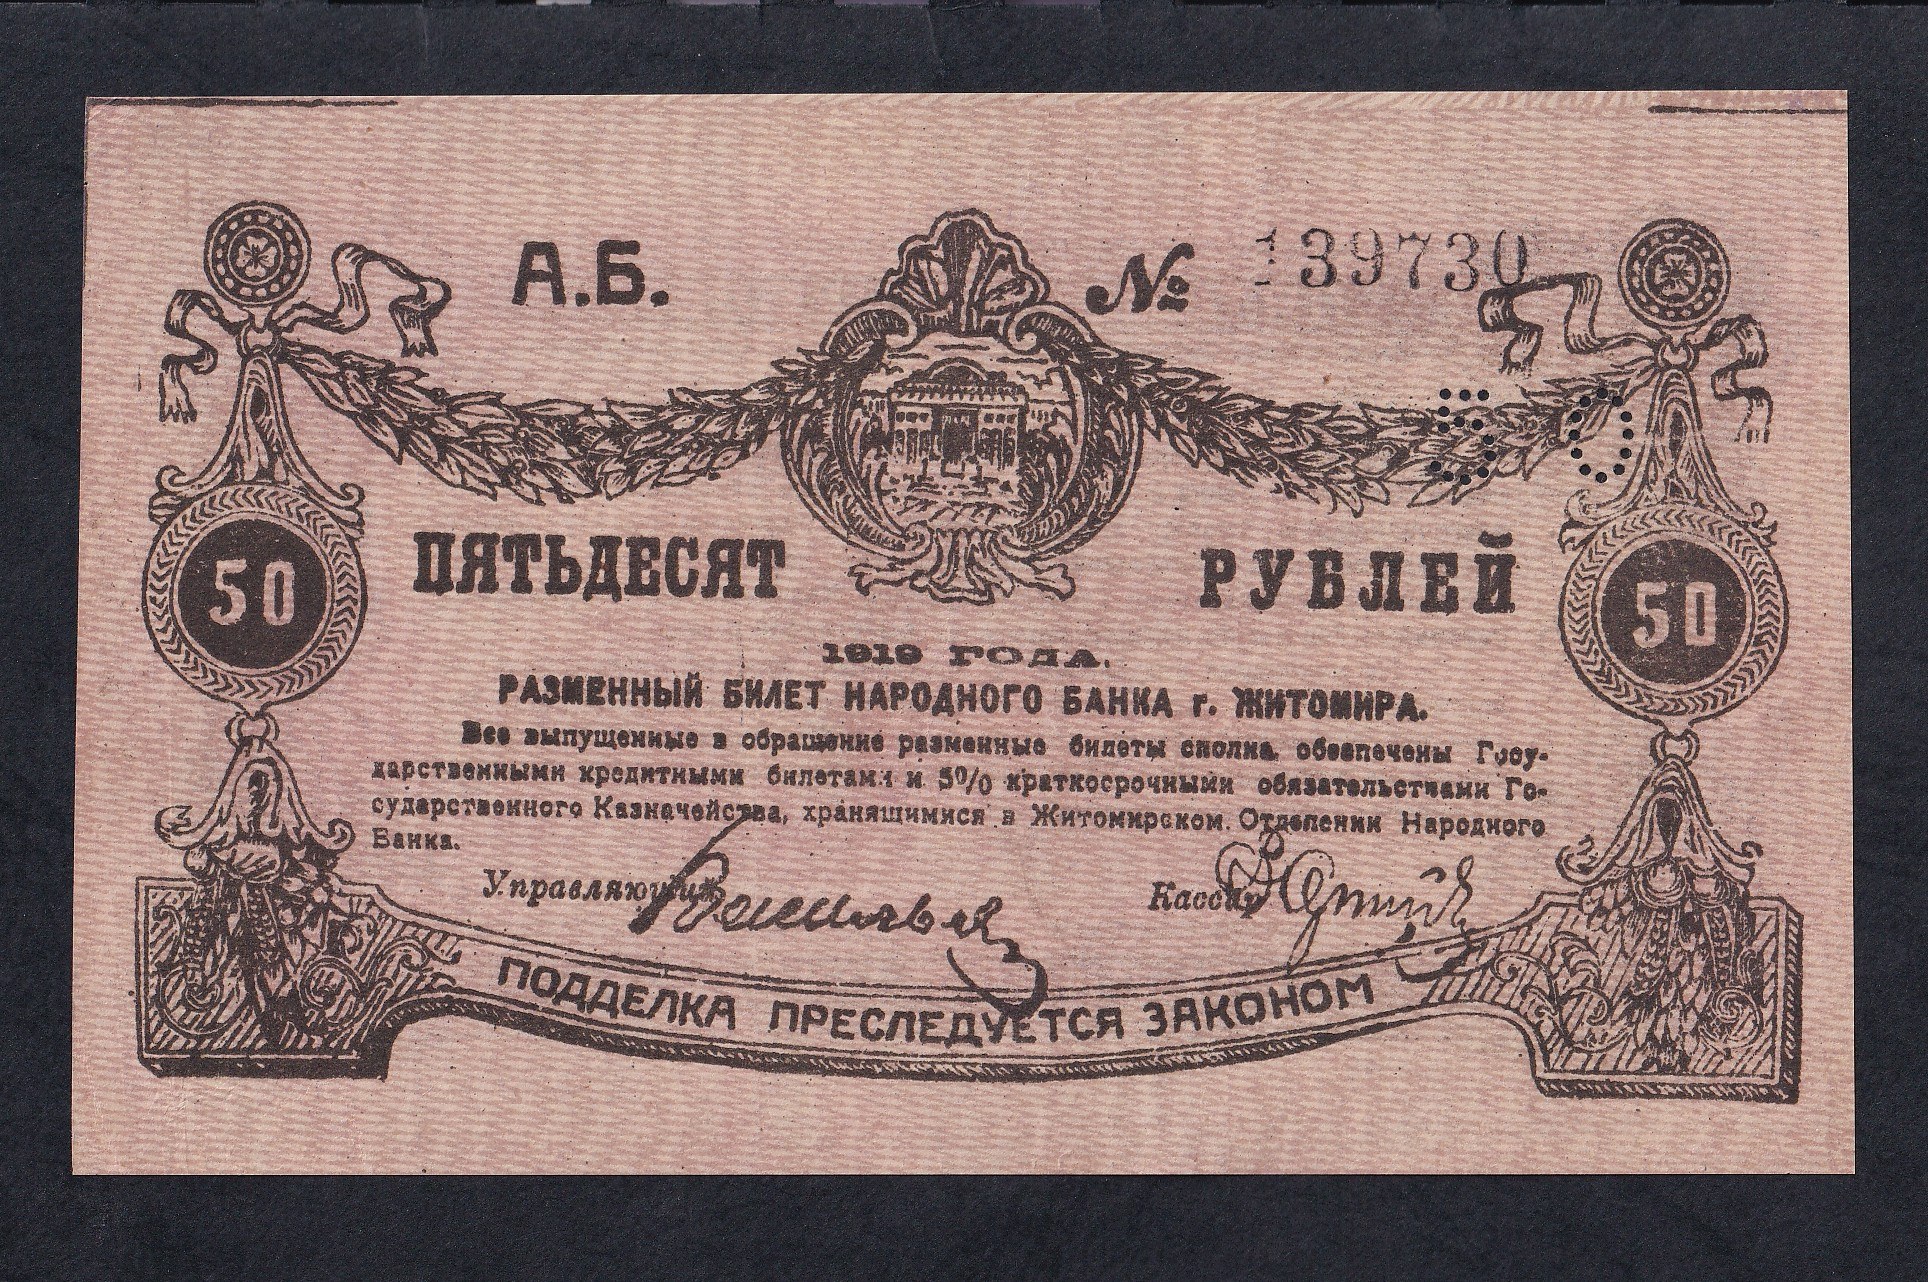 А.Б. № 139730
50
ПЯТЬДЕСЯТ РУБЛЕЙ
50 50
1919 ГОДА.
РАЗМЕННЫЙ БИЛЕТ НАРОДНОГО БАНКА г. ЖИТОМИРА.
Все выпущенные в обращение разменные билеты сполна обеспечены Госу-
дарственными кредитными билетами и 5% краткосрочными обязательствами Го-
сударственного Казначейства, хранящимися в Житомирском Отделении Народного
Банка.
Управляющий Кассир
ПОДДЕЛКА ПРЕСЛЕДУЕТСЯ ЗАКОНОМ